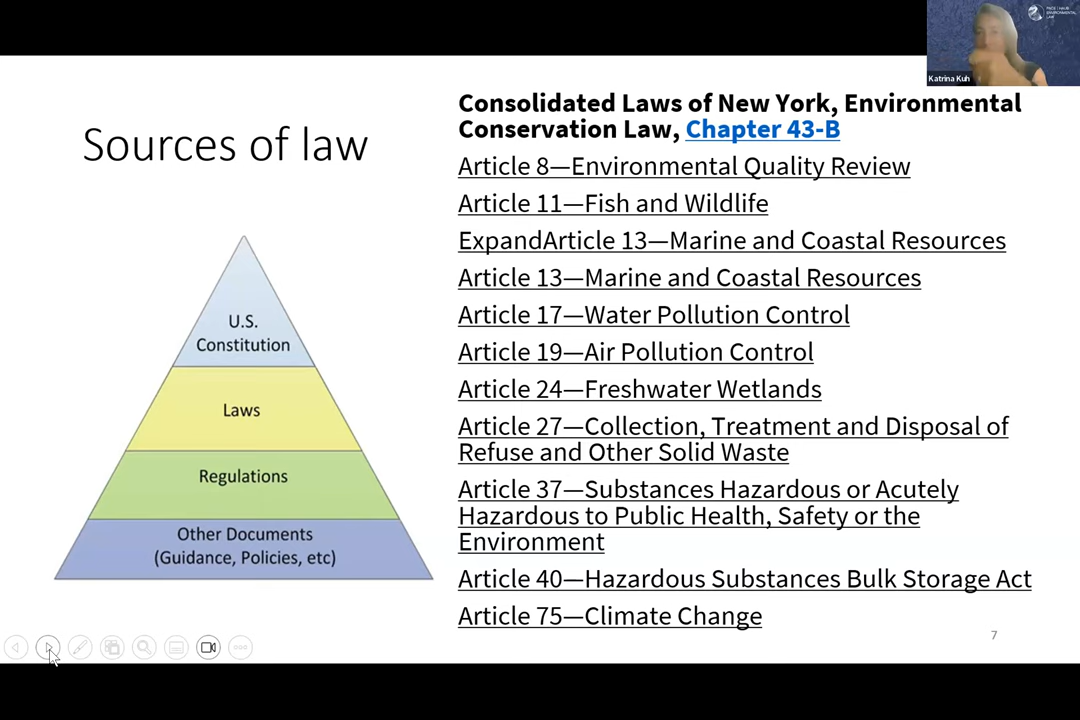 PACE | HAUB
ENVIRONMENTAL
LAW
Katrina Kuh
Sources of law
U.S.
Constitution
Laws
Regulations
Other Documents
(Guidance, Policies, etc)
Consolidated Laws of New York, Environmental
Conservation Law, Chapter 43-B
Article 8—Environmental Quality Review
Article 11—Fish and Wildlife
ExpandArticle 13—Marine and Coastal Resources
Article 13—Marine and Coastal Resources
Article 17—Water Pollution Control
Article 19—Air Pollution Control
Article 24—Freshwater Wetlands
Article 27—Collection, Treatment and Disposal of
Refuse and Other Solid Waste
Article 37—Substances Hazardous or Acutely
Hazardous to Public Health, Safety or the
Environment
Article 40—Hazardous Substances Bulk Storage Act
Article 75—Climate Change
7